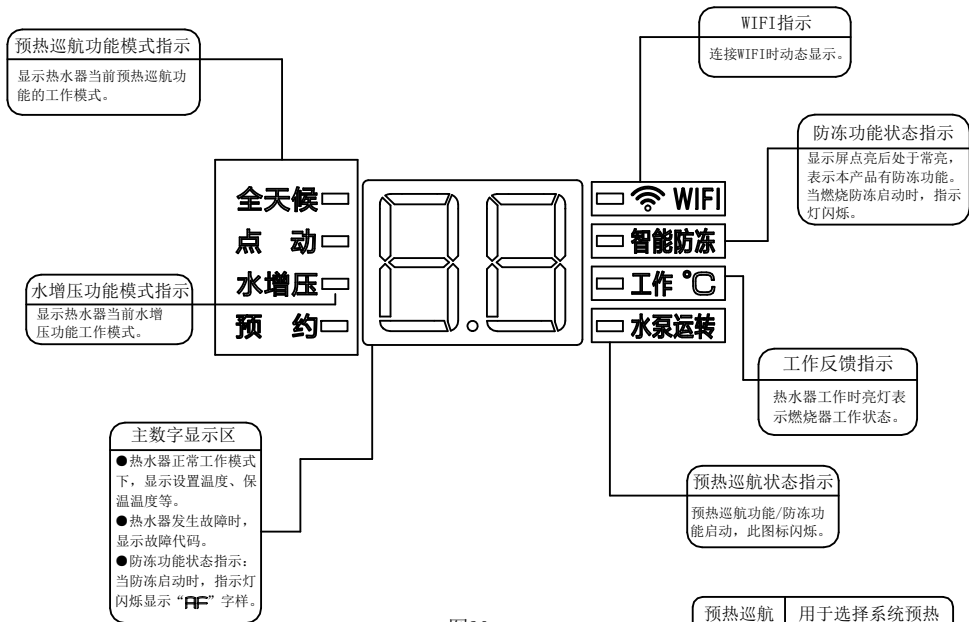 WIFI指示
连接WIFI时动态显示。
预热巡航功能模式指示
显示热水器当前预热巡航功
能的工作模式。
防冻功能状态指示
显示屏点亮后处于常亮，
表示本产品有防冻功能。
当燃烧防冻启动时，指示
灯闪烁。
全天候
点 动
水增压
预 约
88
WIFI
智能防冻
工作 ℃
水泵运转
水增压功能模式指示
显示热水器当前水增
压功能工作模式。
工作反馈指示
热水器工作时亮灯表
示燃烧器工作状态。
主数字显示区
●热水器正常工作模式
下，显示设置温度、保
温温度等。
●热水器发生故障时，
显示故障代码。
●防冻功能状态指示：
当防冻启动时，指示灯
闪烁显示“AF”字样。
预热巡航状态指示
预热巡航功能/防冻功
能启动，此图标闪烁。
预热巡航 用于选择系统预热